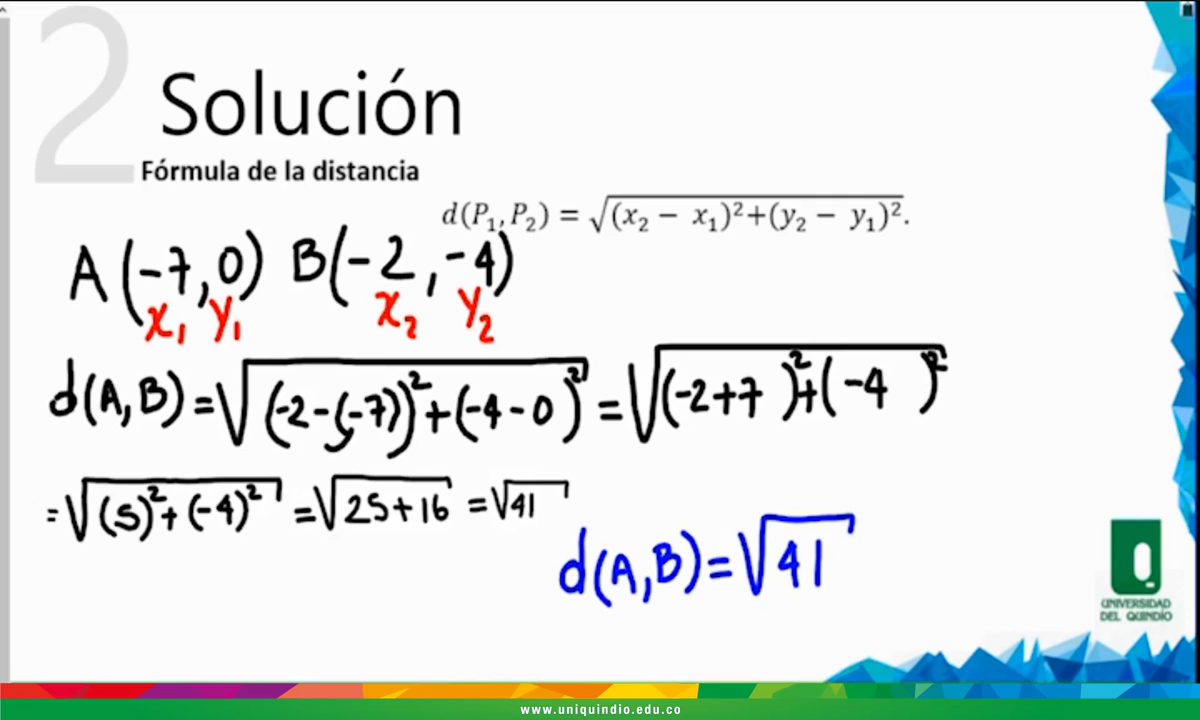 2
Solución
Fórmula de la distancia
d(P₁,P₂) = √(x₂ − x₁)²+(y₂ − y₁)².
A(-7,0) B(-2,-4)
x₁ y₁ x₂ y₂
d(A,B)=√(-2-(-7))²+(-4-0)² =√(-2+7 )²+(-4 )²
=√(5)²+(-4)² =√25+16 =√41
d(A,B)=√41
UNIVERSIDAD
DEL QUINDÍO
www.uniquindio.edu.co